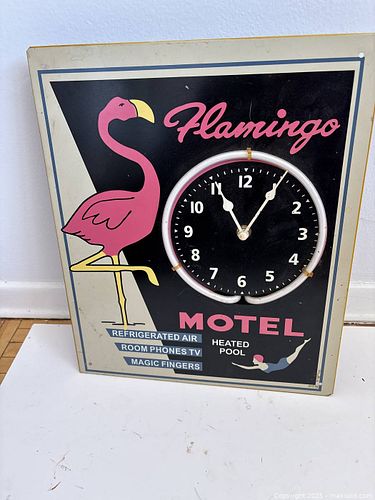 Flamingo
11 12 1
10 2
9 3
8 4
7 6 5
MOTEL
REFRIGERATED AIR
ROOM PHONES TV
MAGIC FINGERS
HEATED
POOL